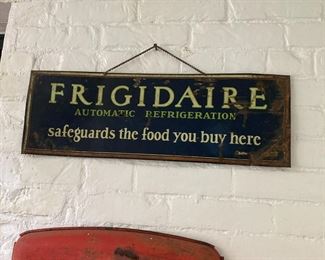 FRIGIDAIRE
AUTOMATIC REFRIGERATION
safeguards the food you buy here